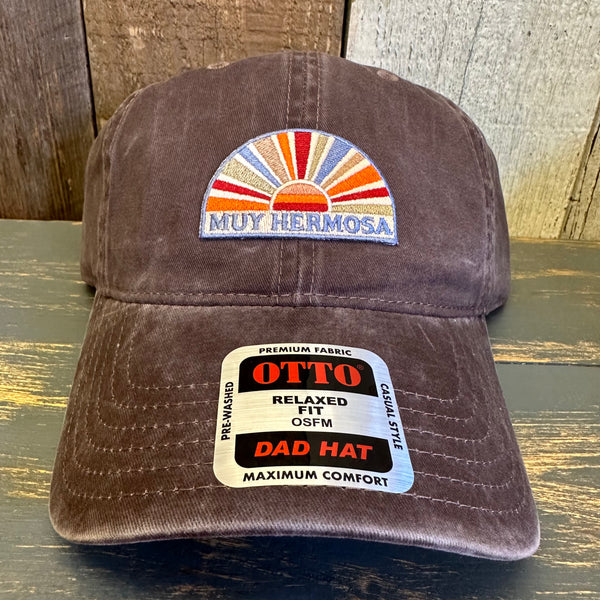 MUY HERMOSA
PREMIUM FABRIC
PRE-WASHED
CASUAL STYLE
OTTO®
RELAXED
FIT
OSFM
DAD HAT
MAXIMUM COMFORT